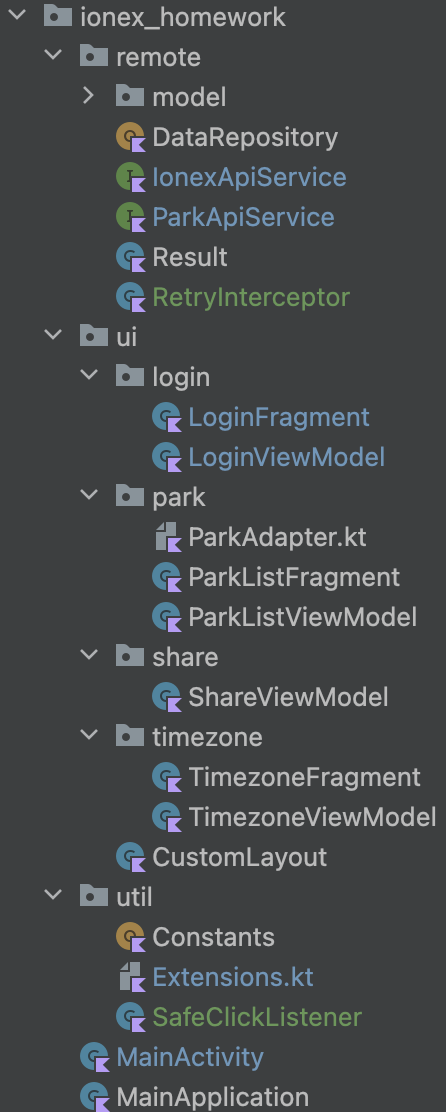 ionex_homework
remote
model
DataRepository
IonexApiService
ParkApiService
Result
RetryInterceptor
ui
login
LoginFragment
LoginViewModel
park
ParkAdapter.kt
ParkListFragment
ParkListViewModel
share
ShareViewModel
timezone
TimezoneFragment
TimezoneViewModel
CustomLayout
util
Constants
Extensions.kt
SafeClickListener
MainActivity
MainApplication